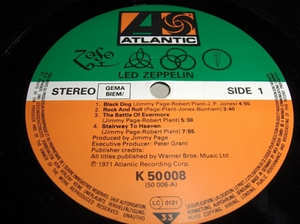 ATLANTIC
LED ZEPPELIN
STEREO
GEMA
BIEM/
SIDE 1
1. Black Dog (Jimmy Page-Robert Plant-J. P. Jones) 4:55
2. Rock And Roll (Page-Plant-Jones-Bonham) 3:40
3. The Battle Of Evermore
(Jimmy Page-Robert Plant) 5:38
4. Stairway To Heaven
(Jimmy Page-Robert Plant) 7:55
Produced by Jimmy Page
Executive Producer: Peter Grant
Publisher credits:
All titles published by Warner Bros. Music Ltd.
℗ 1971 Atlantic Recording Corp.
K 50008
(50 008-A)
LC 0121
33